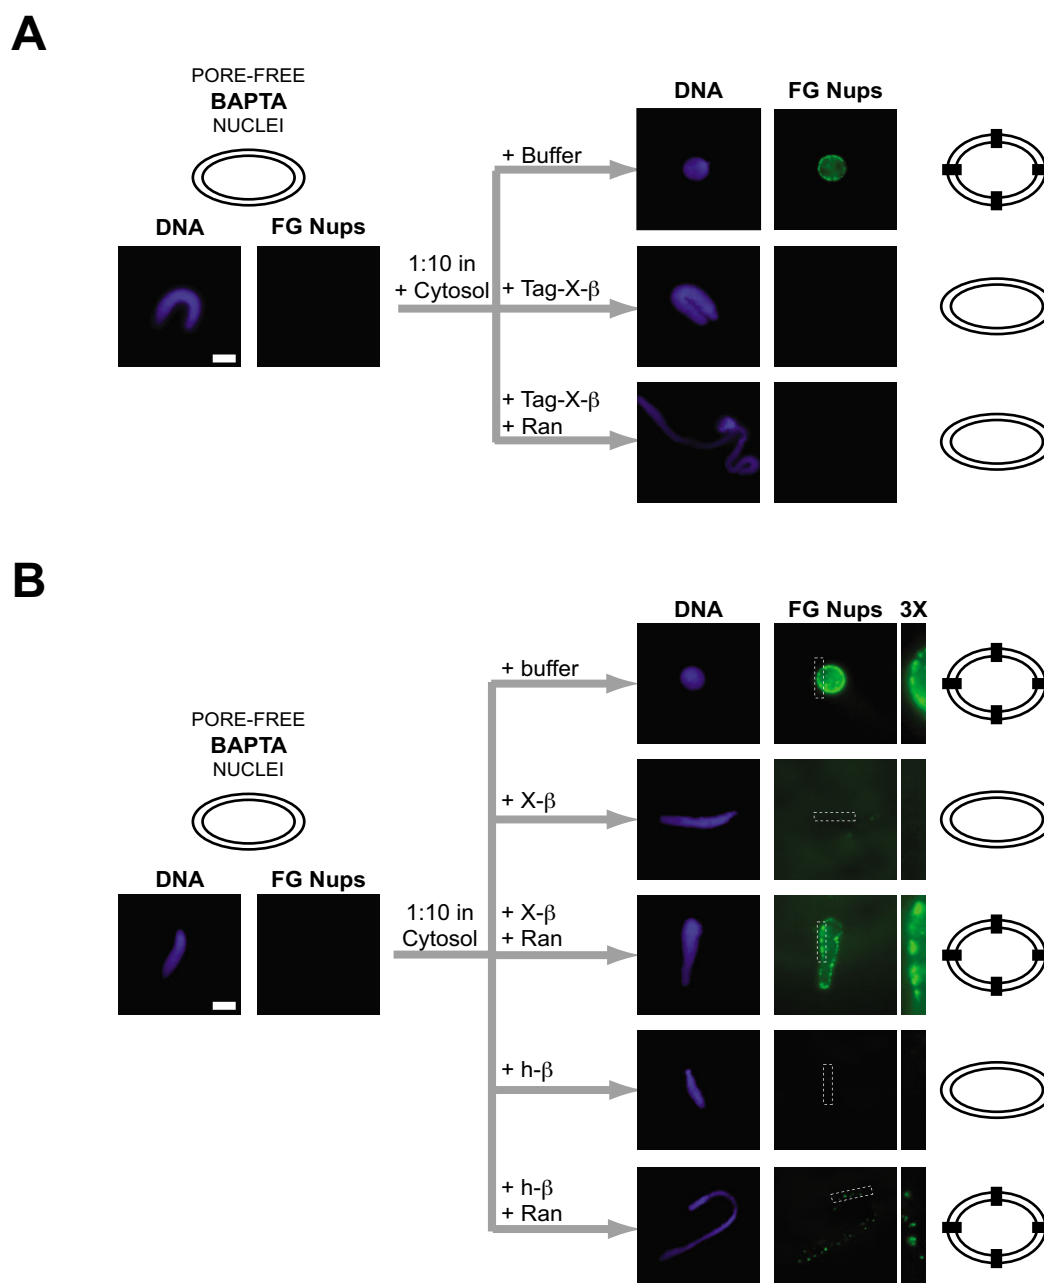 A
PORE-FREE
BAPTA
NUCLEI
DNA
FG Nups
1:10 in
+ Cytosol
DNA
FG Nups
+ Buffer
+ Tag-X-β
+ Tag-X-β
+ Ran
B
PORE-FREE
BAPTA
NUCLEI
DNA
FG Nups
1:10 in
Cytosol
DNA
FG Nups
3X
+ buffer
+ X-β
+ X-β
+ Ran
+ h-β
+ h-β
+ Ran